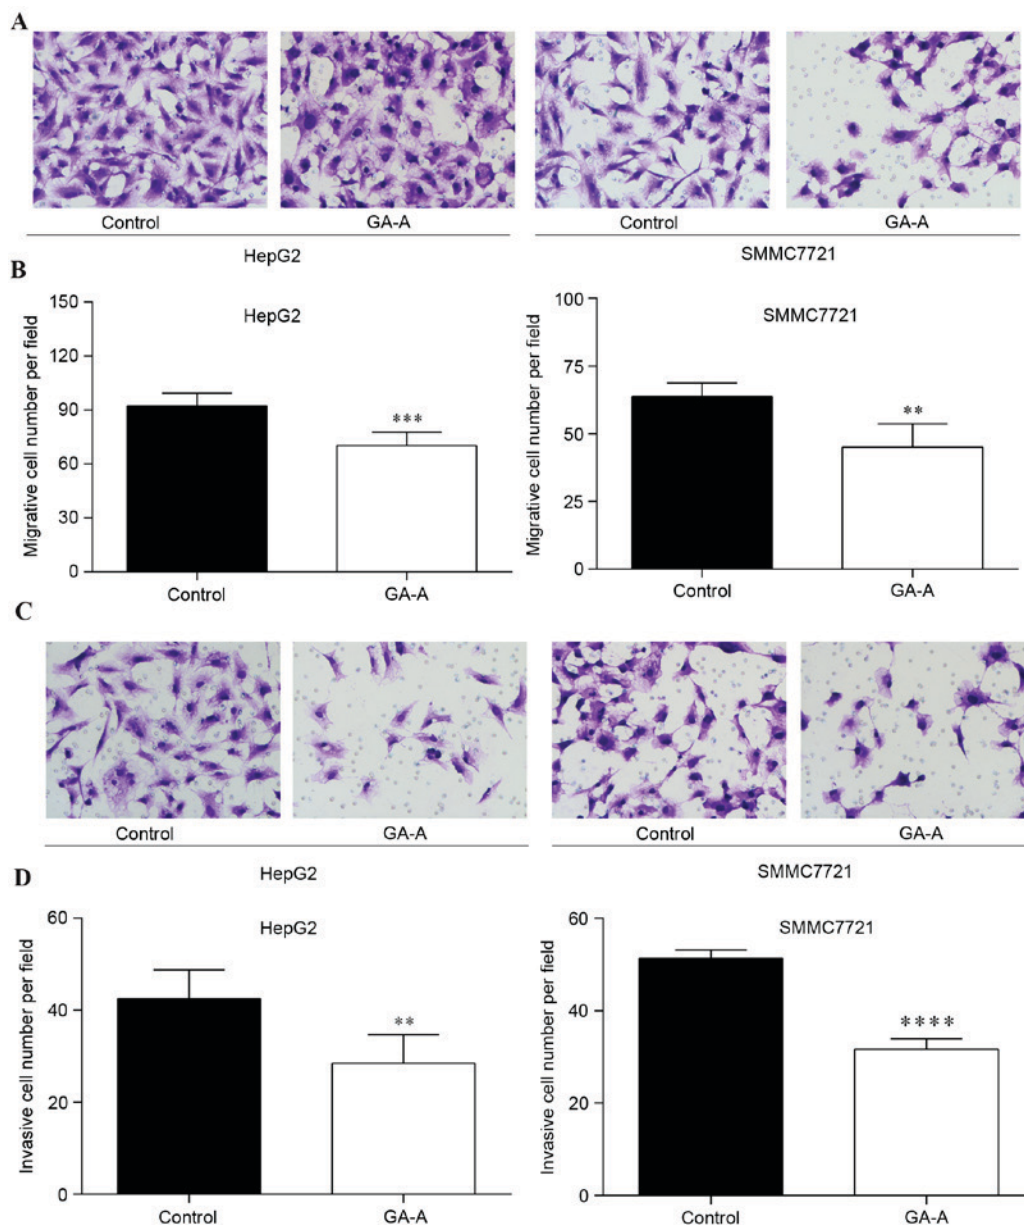 A
Control
GA-A
Control
GA-A
HepG2
SMMC7721
B
HepG2
Migrative cell number per field
150
120
90
60
30
0
***
Control
GA-A
SMMC7721
Migrative cell number per field
100
75
50
25
0
**
Control
GA-A
C
Control
GA-A
Control
GA-A
HepG2
SMMC7721
D
HepG2
Invasive cell number per field
60
40
20
0
**
Control
GA-A
SMMC7721
Invasive cell number per field
60
40
20
0
****
Control
GA-A